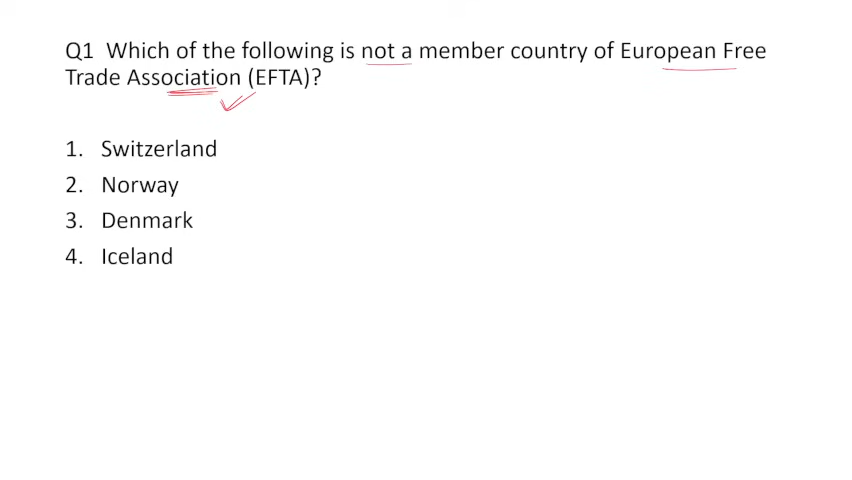 Q1 Which of the following is not a member country of European Free
Trade Association (EFTA)?
1. Switzerland
2. Norway
3. Denmark
4. Iceland